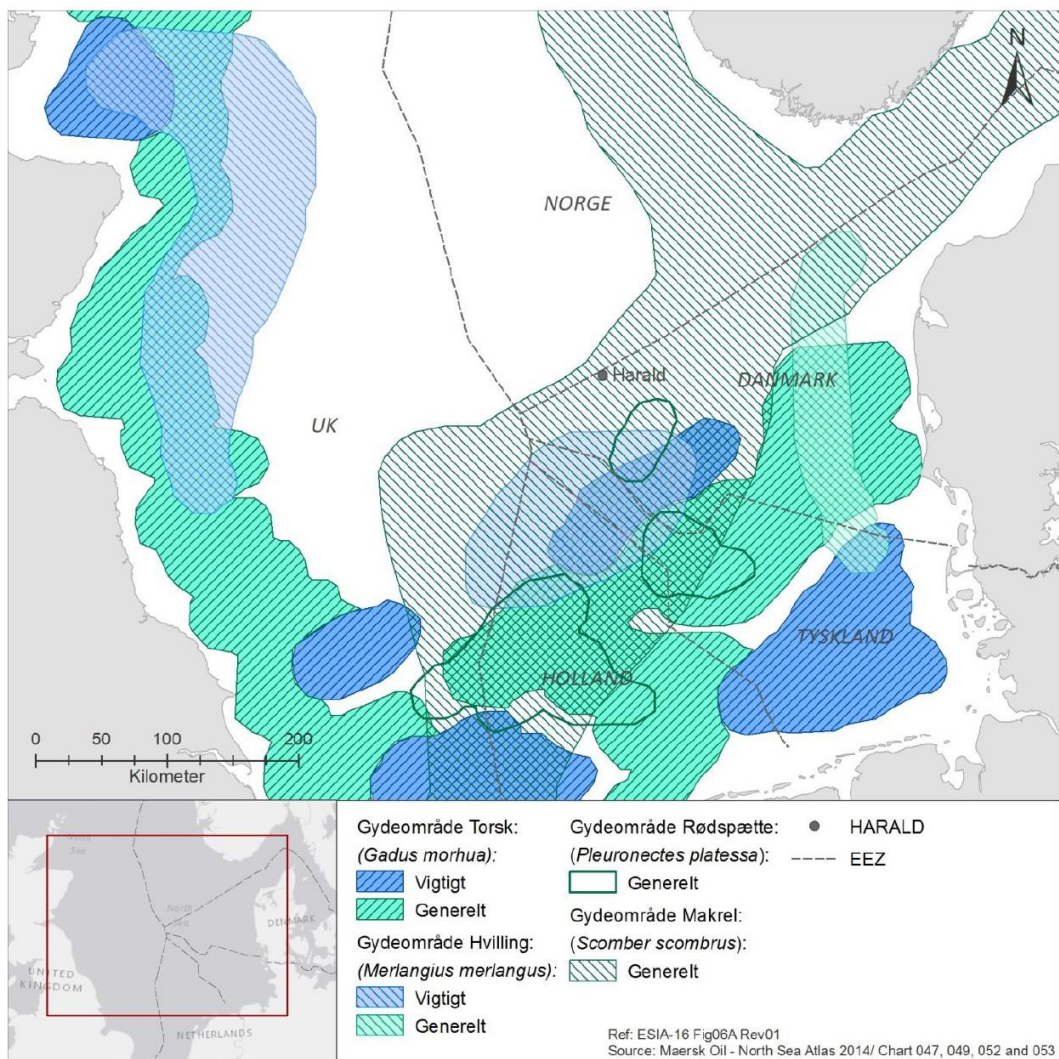 N
NORGE
Harald
DANMARK
UK
TYSKLAND
HOLLAND
0 50 100 200
Kilometer
North
Sea
North
Sea
DENMARK
UNITED
KINGDOM
NETHERLANDS
Gydeområde Torsk:
(Gadus morhua):
Vigtigt
Generelt
Gydeområde Hvilling:
(Merlangius merlangus):
Vigtigt
Generelt
Gydeområde Rødspætte:
(Pleuronectes platessa):
Generelt
Gydeområde Makrel:
(Scomber scombrus):
Generelt
HARALD
EEZ
Ref: ESIA-16 Fig06A Rev01
Source: Maersk Oil - North Sea Atlas 2014/ Chart 047, 049, 052 and 053